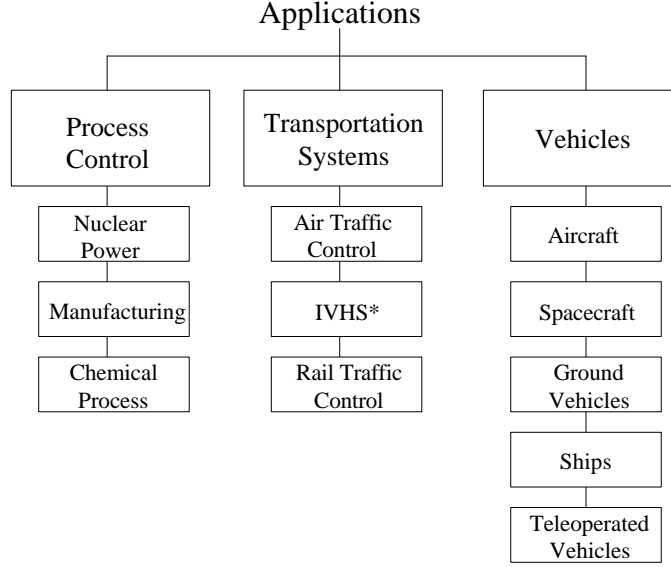 Applications
Process
Control
Transportation
Systems
Vehicles
Nuclear
Power
Manufacturing
Chemical
Process
Air Traffic
Control
IVHS*
Rail Traffic
Control
Aircraft
Spacecraft
Ground
Vehicles
Ships
Teleoperated
Vehicles